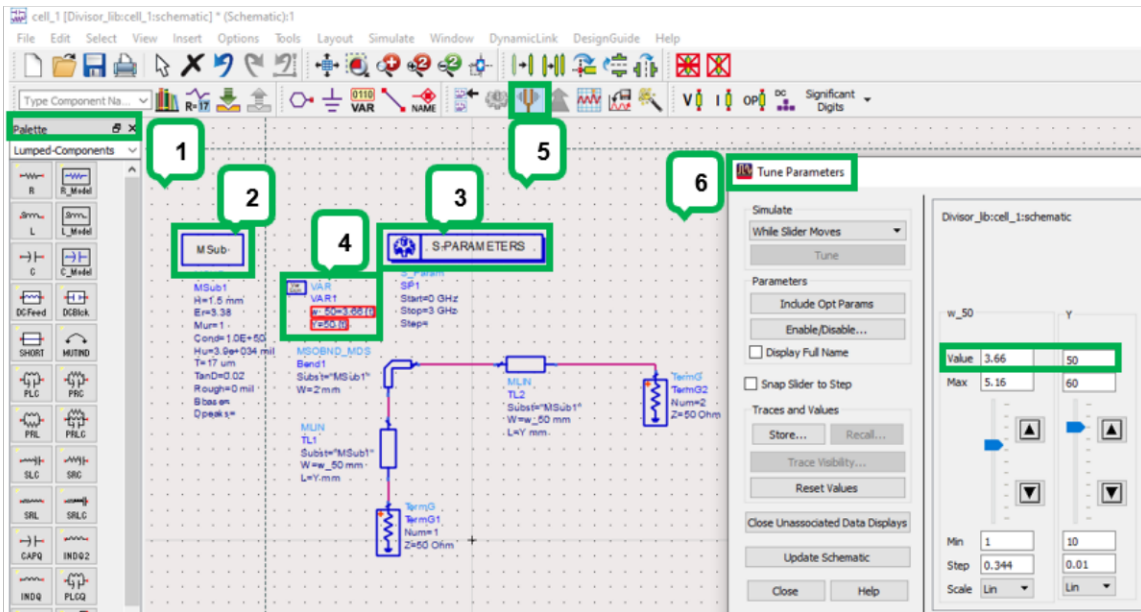 cell_1 [Divisor_lib:cell_1:schematic] * (Schematic):1
File Edit Select View Insert Options Tools Layout Simulate Window DynamicLink DesignGuide Help
Type Component Na...
R=17
0110
VAR
NAME
V
I
OP
DC
Significant
Digits
Palette
Lumped-Components
R
R_Model
L
L_Model
C
C_Model
DCFeed
DCBlck
SHORT
MUTIND
PLC
PRC
PRL
PRLC
SLC
SRC
SRL
SRLC
CAPQ
INDQ2
INDQ
PLCQ
1
2
3
4
5
6
MSub
MSub1
H=1.5 mm
Er=3.38
Mur=1
Cond=1.0E+50
Hu=3.9e+034 mil
T=17 um
TanD=0.02
Rough=0 mil
Bbase=
Dpeaks=
VAR
VAR1
w_50=3.66 {t}
Y=50 {t}
S-PARAMETERS
S_Param
SP1
Start=0 GHz
Stop=3 GHz
Step=
MSOBND_MDS
Bend1
Subst="MSub1"
W=2 mm
MLIN
TL2
Subst="MSub1"
W=w_50 mm
L=Y mm
TermG
TermG2
Num=2
Z=50 Ohm
MLIN
TL1
Subst="MSub1"
W=w_50 mm
L=Y mm
TermG
TermG1
Num=1
Z=50 Ohm
Tune Parameters
Simulate
While Slider Moves
Tune
Parameters
Include Opt Params
Enable/Disable...
Display Full Name
Snap Slider to Step
Traces and Values
Store... Recall...
Trace Visibility...
Reset Values
Close Unassociated Data Displays
Update Schematic
Close Help
Divisor_lib:cell_1:schematic
w_50 Y
Value 3.66 50
Max 5.16 60
Min 1 10
Step 0.344 0.01
Scale Lin Lin